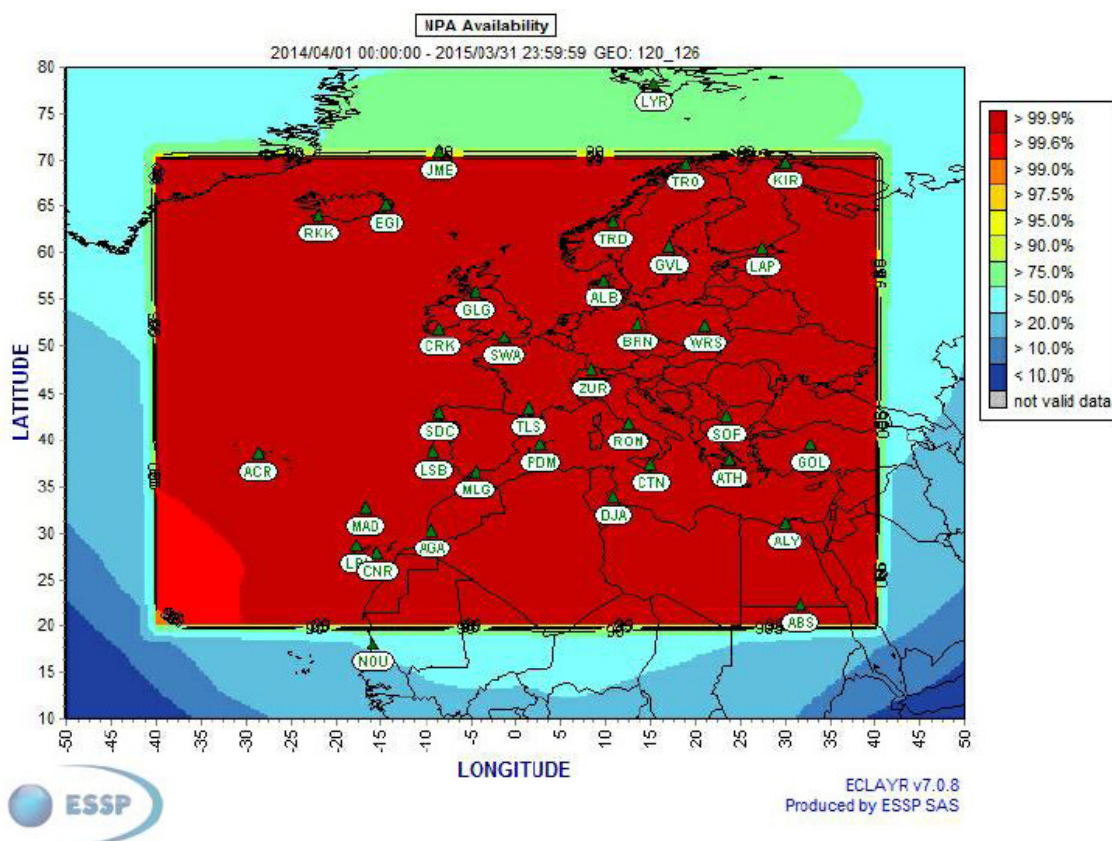 NPA Availability
2014/04/01 00:00:00 - 2015/03/31 23:59:59 GEO: 120_126
80
75
70
65
60
55
50
45
40
35
30
25
20
15
10
LATITUDE
LYR
JME
TRO
KIR
RKK
EGI
TRD
GVL
LAP
ALB
GLG
CRK
SWA
BRN
WRS
ZUR
SDC
TLS
RON
SOF
ACR
LSB
PDM
CTN
ATH
GOL
MLG
MAD
DJA
AGA
ALY
CNR
ABS
NOU
-50 -45 -40 -35 -30 -25 -20 -15 -10 -5 0 5 10 15 20 25 30 35 40 45 50
LONGITUDE
> 99.9%
> 99.6%
> 99.0%
> 97.5%
> 95.0%
> 90.0%
> 75.0%
> 50.0%
> 20.0%
> 10.0%
< 10.0%
not valid data
ESSP
ECLAYR v7.0.8
Produced by ESSP SAS